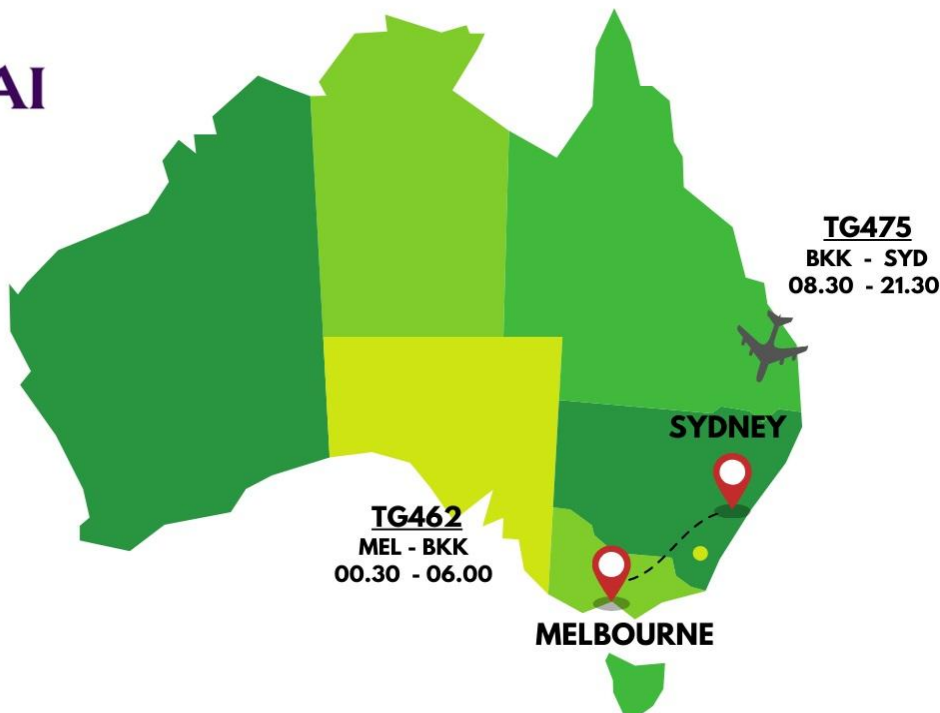 AI
TG475
BKK - SYD
08.30 - 21.30
SYDNEY
TG462
MEL - BKK
00.30 - 06.00
MELBOURNE